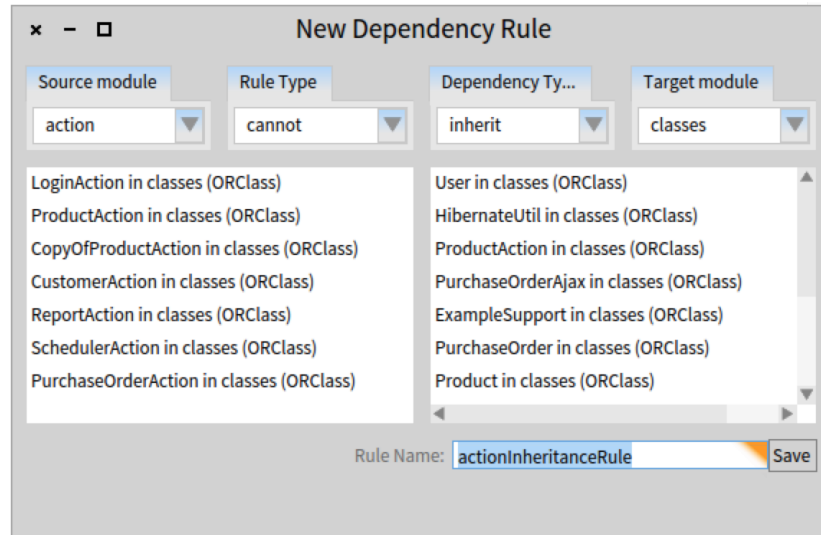 New Dependency Rule
Source module
Rule Type
Dependency Ty...
Target module
action
cannot
inherit
classes
LoginAction in classes (ORClass)
ProductAction in classes (ORClass)
CopyOfProductAction in classes (ORClass)
CustomerAction in classes (ORClass)
ReportAction in classes (ORClass)
SchedulerAction in classes (ORClass)
PurchaseOrderAction in classes (ORClass)
User in classes (ORClass)
HibernateUtil in classes (ORClass)
ProductAction in classes (ORClass)
PurchaseOrderAjax in classes (ORClass)
ExampleSupport in classes (ORClass)
PurchaseOrder in classes (ORClass)
Product in classes (ORClass)
Rule Name: actionInheritanceRule Save